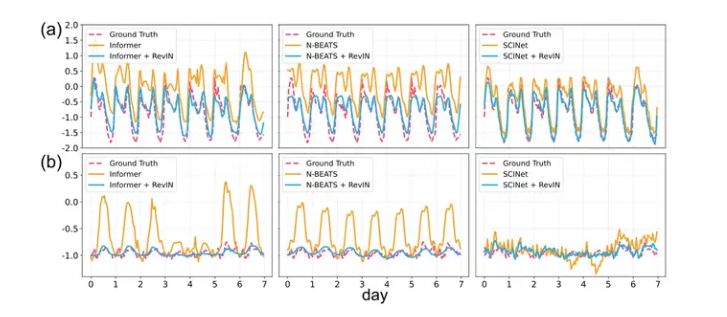 (a)
2.0
1.5
1.0
0.5
0.0
-0.5
-1.0
-1.5
-2.0
Ground Truth
Informer
Informer + RevIN
Ground Truth
N-BEATS
N-BEATS + RevIN
Ground Truth
SCINet
SCINet + RevIN
(b)
0.5
0.0
-0.5
-1.0
Ground Truth
Informer
Informer + RevIN
Ground Truth
N-BEATS
N-BEATS + RevIN
Ground Truth
SCINet
SCINet + RevIN
0 1 2 3 4 5 6 7 0 1 2 3 4 5 6 7 0 1 2 3 4 5 6 7
day